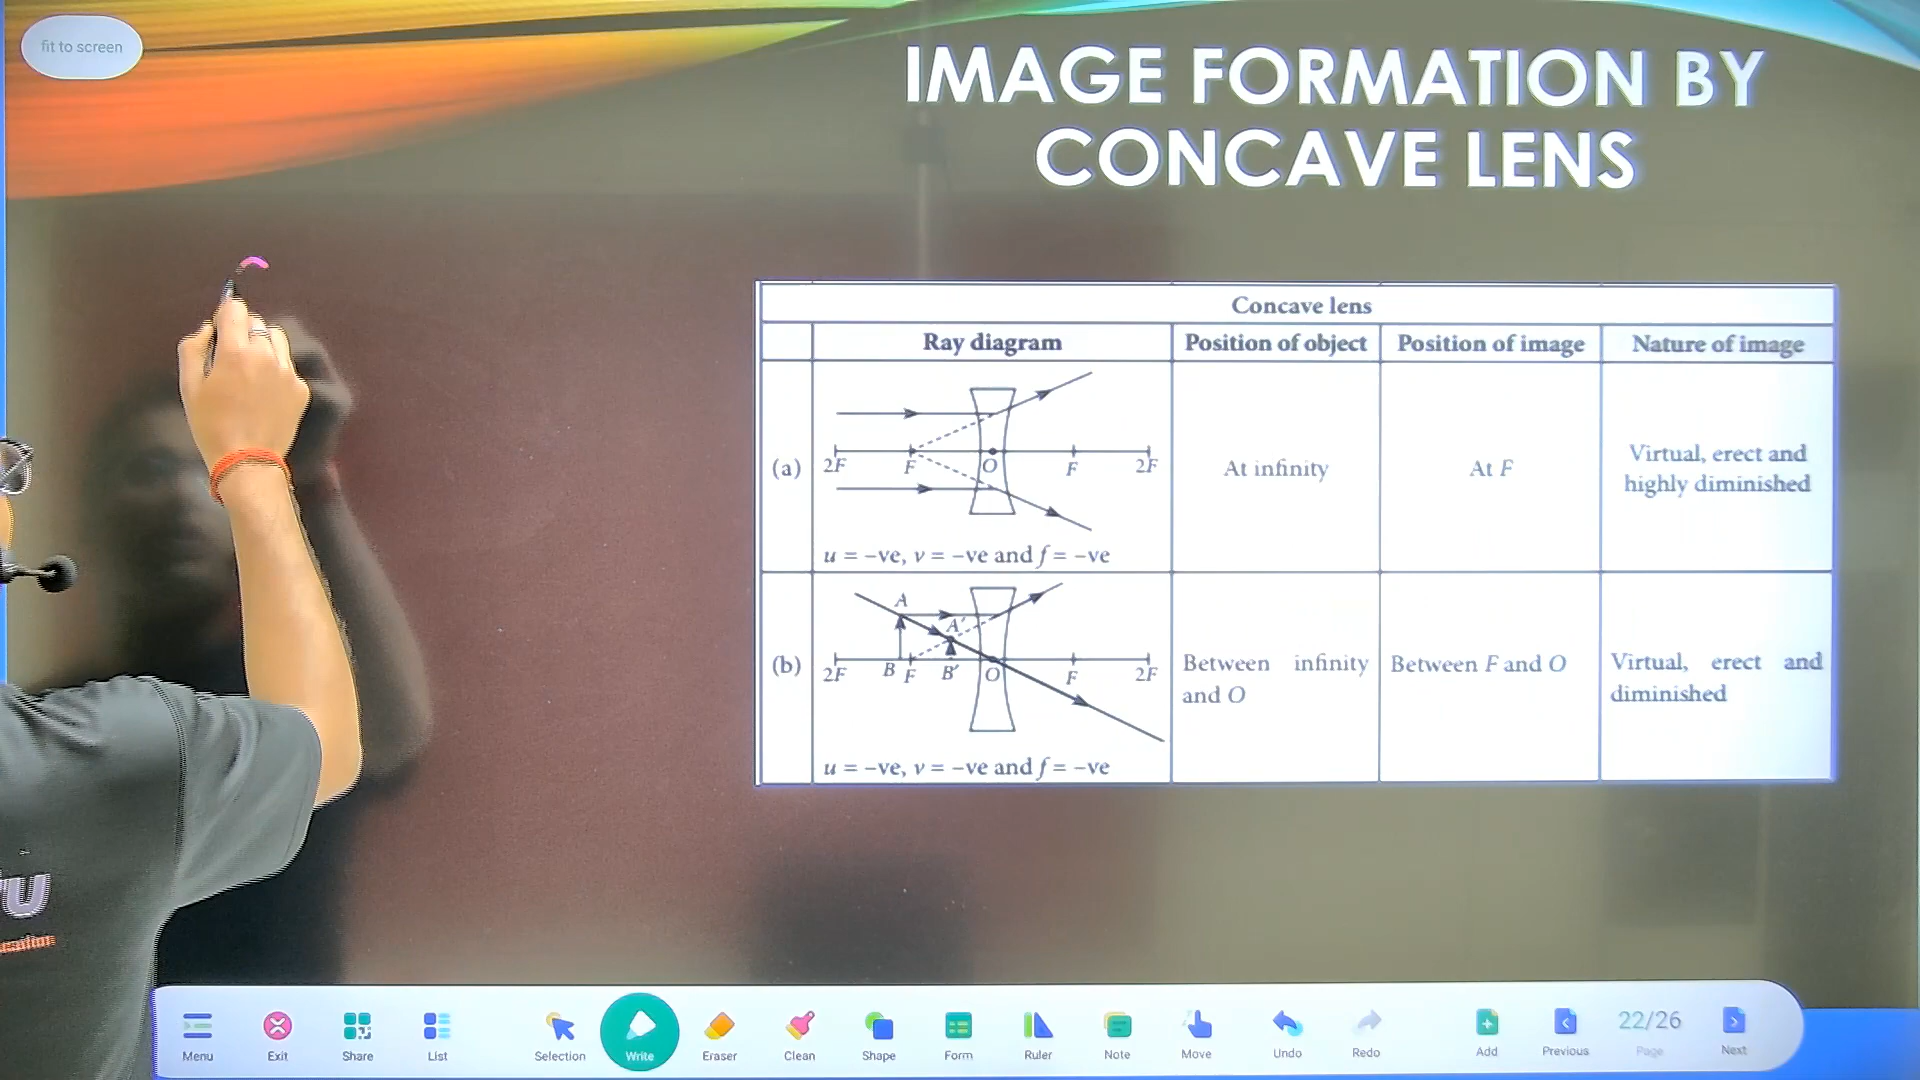 fit to screen
IMAGE FORMATION BY
CONCAVE LENS
Concave lens
Ray diagram Position of object Position of image Nature of image
(a) 2F F O F 2F
At infinity At F Virtual, erect and
highly diminished
u = –ve, v = –ve and f = –ve
A
A′
(b) 2F B F B′ O F 2F
Between infinity Between F and O Virtual, erect and
and O diminished
u = –ve, v = –ve and f = –ve
U
Menu Exit Share List Selection Write Eraser Clean Shape Form Ruler Note Move Undo Redo Add Previous 22/26 Page Next